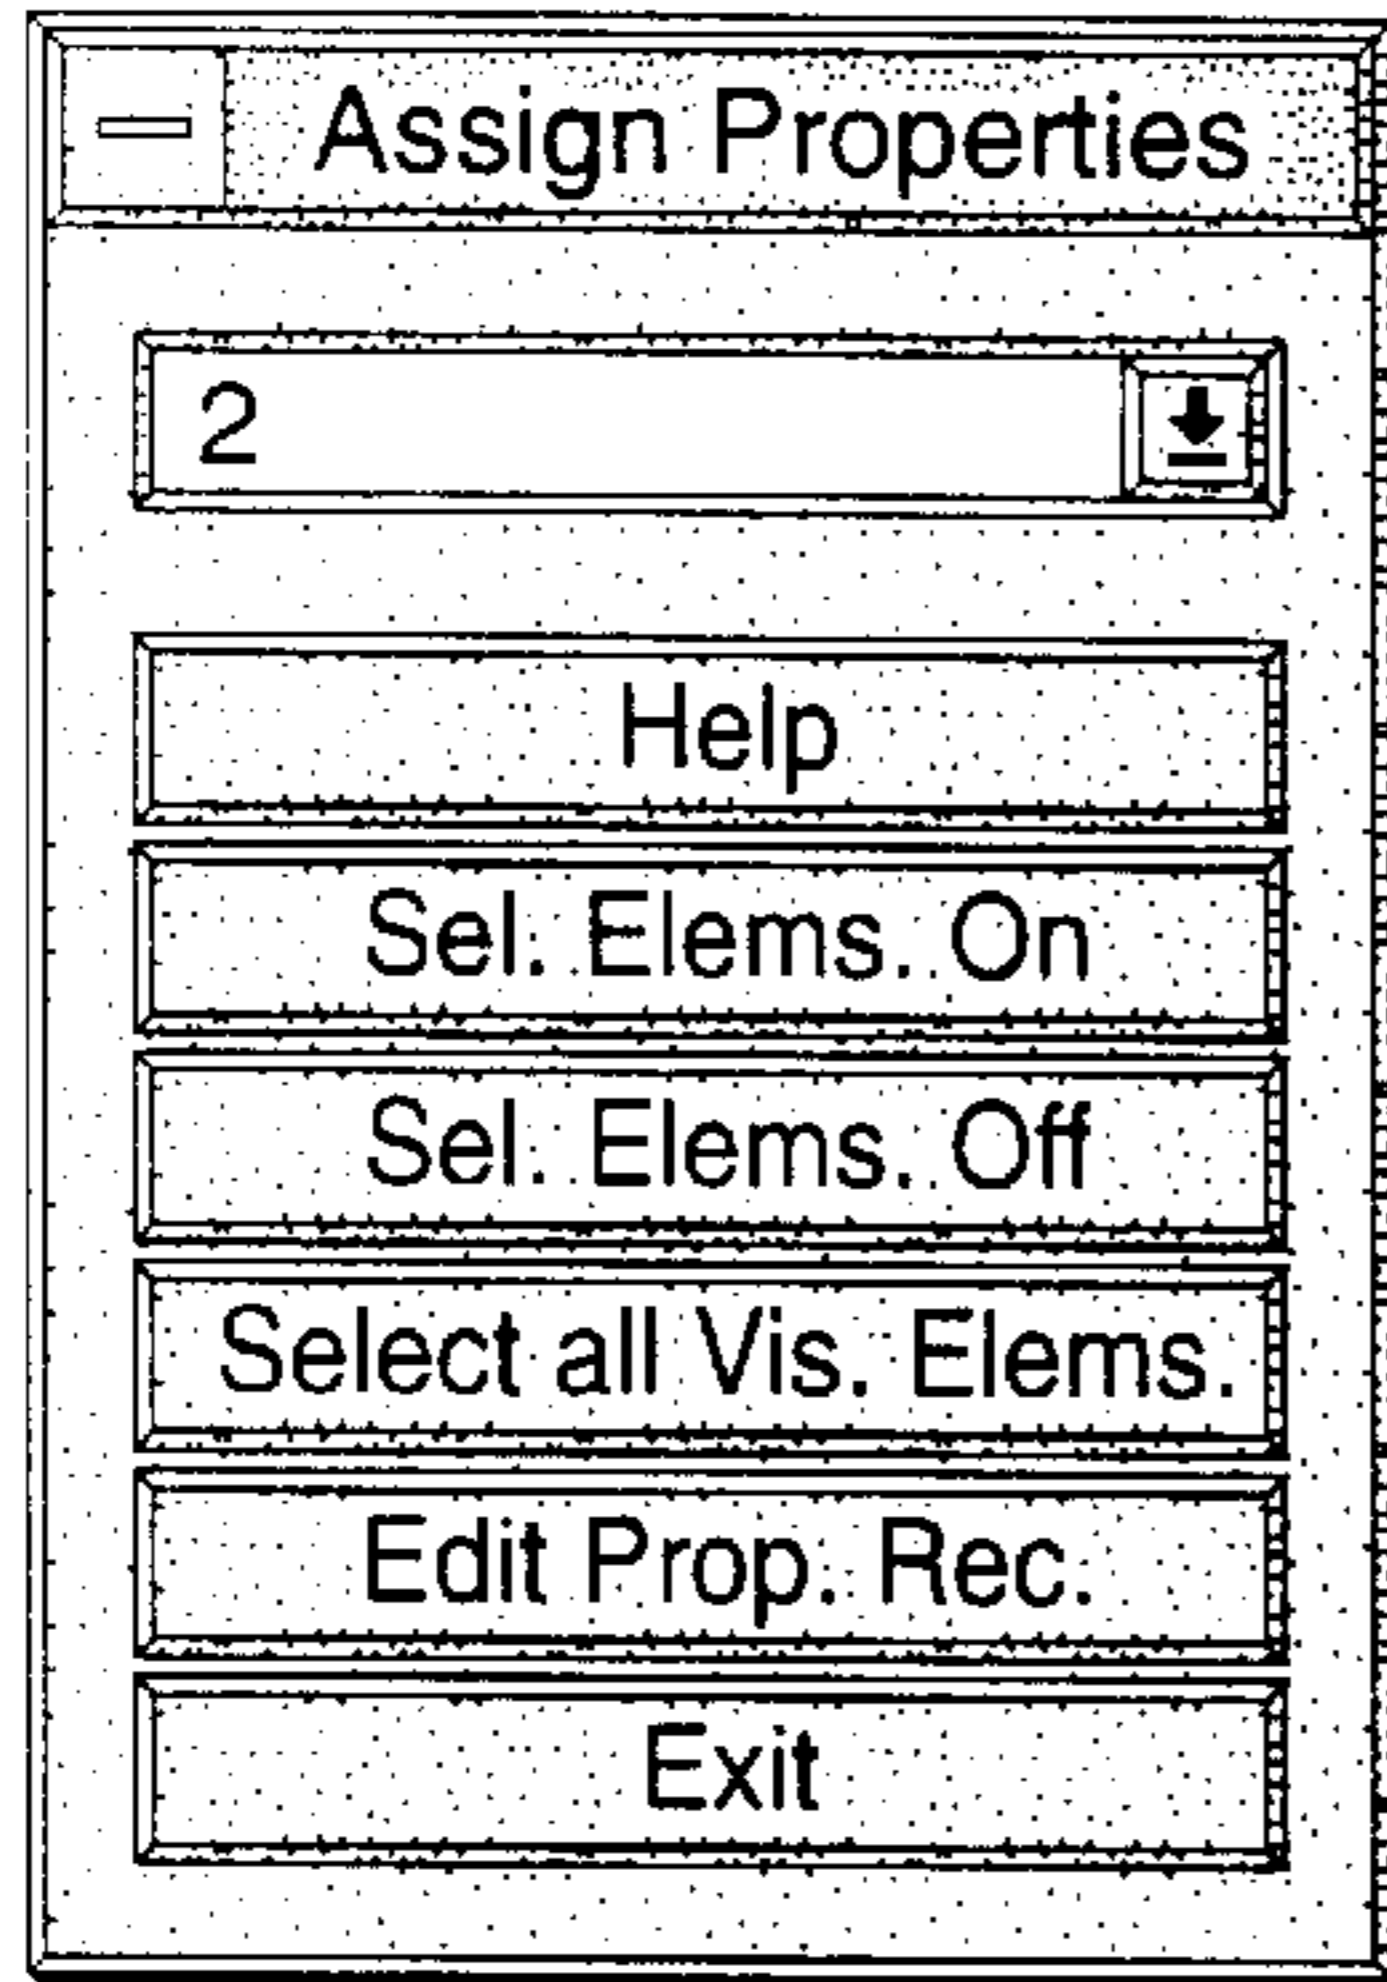 Assign Properties
2
Help
Sel. Elems. On
Sel. Elems. Off
Select all Vis. Elems.
Edit Prop. Rec.
Exit